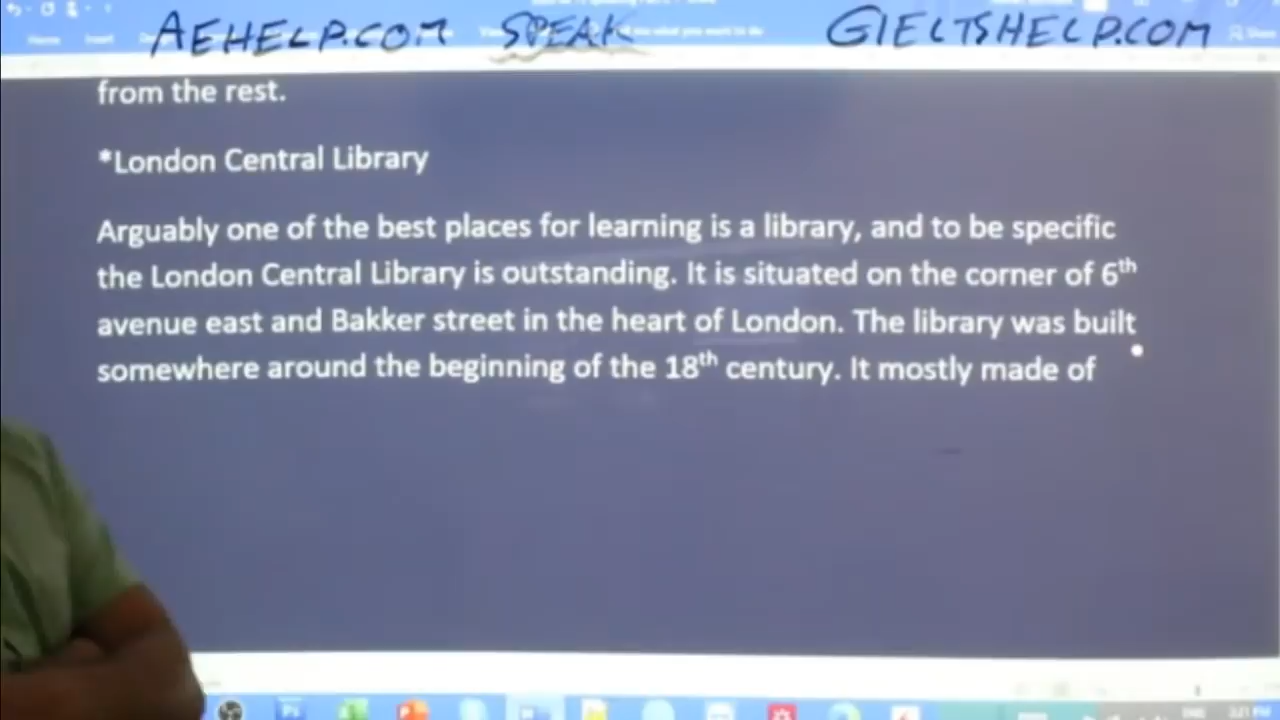 AEHELP.COM SPEAK GIELTSHELP.COM
from the rest.
*London Central Library
Arguably one of the best places for learning is a library, and to be specific
the London Central Library is outstanding. It is situated on the corner of 6th
avenue east and Bakker street in the heart of London. The library was built
somewhere around the beginning of the 18th century. It mostly made of